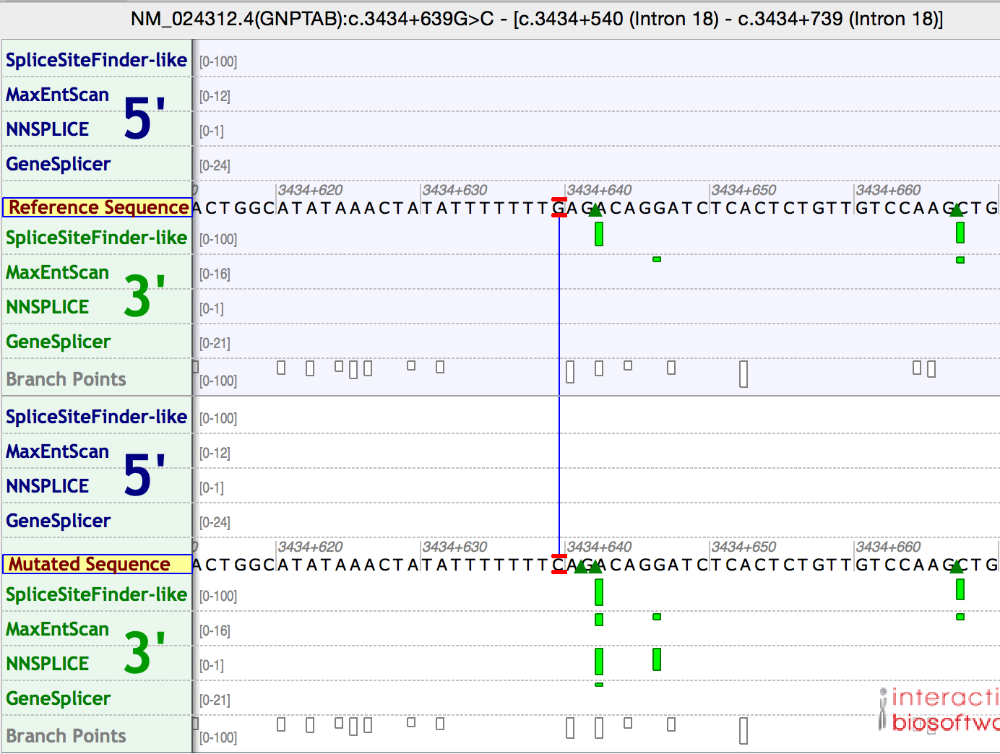 NM_024312.4(GNPTAB):c.3434+639G>C - [c.3434+540 (Intron 18) - c.3434+739 (Intron 18)]
SpliceSiteFinder-like [0-100]
MaxEntScan [0-12]
5'
NNSPLICE [0-1]
GeneSplicer [0-24]
0 3434+620 3434+630 3434+640 3434+650 3434+660
Reference Sequence ACTGGCATATAAACTATATTTTTTTGAGACAGGATCTCACTCTGTTGTCCAAGCTG
SpliceSiteFinder-like [0-100]
MaxEntScan [0-16]
3'
NNSPLICE [0-1]
GeneSplicer [0-21]
Branch Points [0-100]
SpliceSiteFinder-like [0-100]
MaxEntScan [0-12]
5'
NNSPLICE [0-1]
GeneSplicer [0-24]
0 3434+620 3434+630 3434+640 3434+650 3434+660
Mutated Sequence ACTGGCATATAAACTATATTTTTTTCAGACAGGATCTCACTCTGTTGTCCAAGCTG
SpliceSiteFinder-like [0-100]
MaxEntScan [0-16]
3'
NNSPLICE [0-1]
GeneSplicer [0-21]
Branch Points [0-100]
interacti
biosoftwa